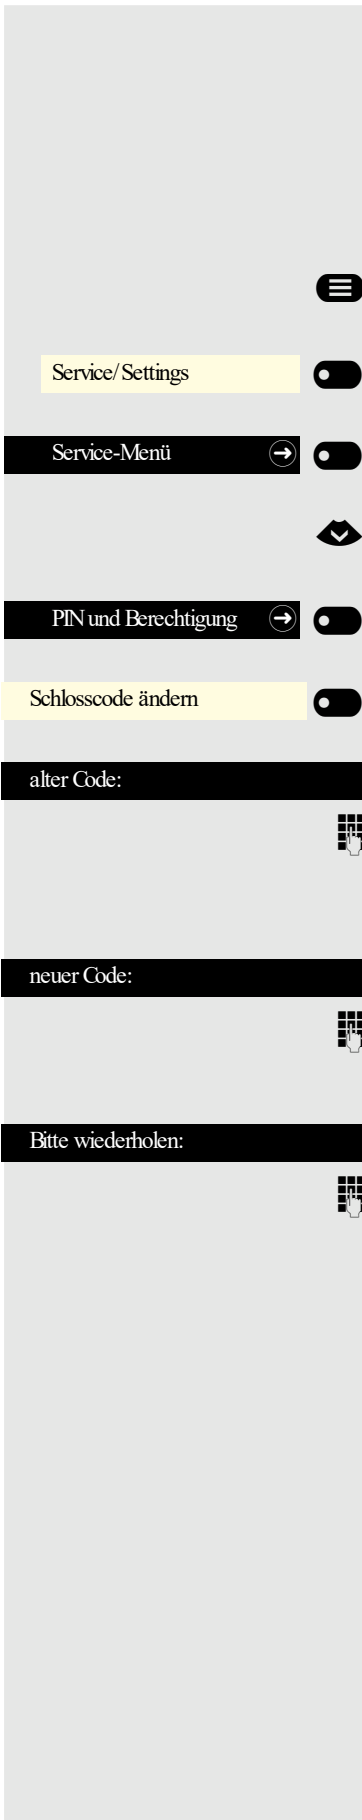 Service/Settings
Service-Menü
PIN und Berechtigung
Schlosscode ändern
alter Code:
neuer Code:
Bitte wiederholen: